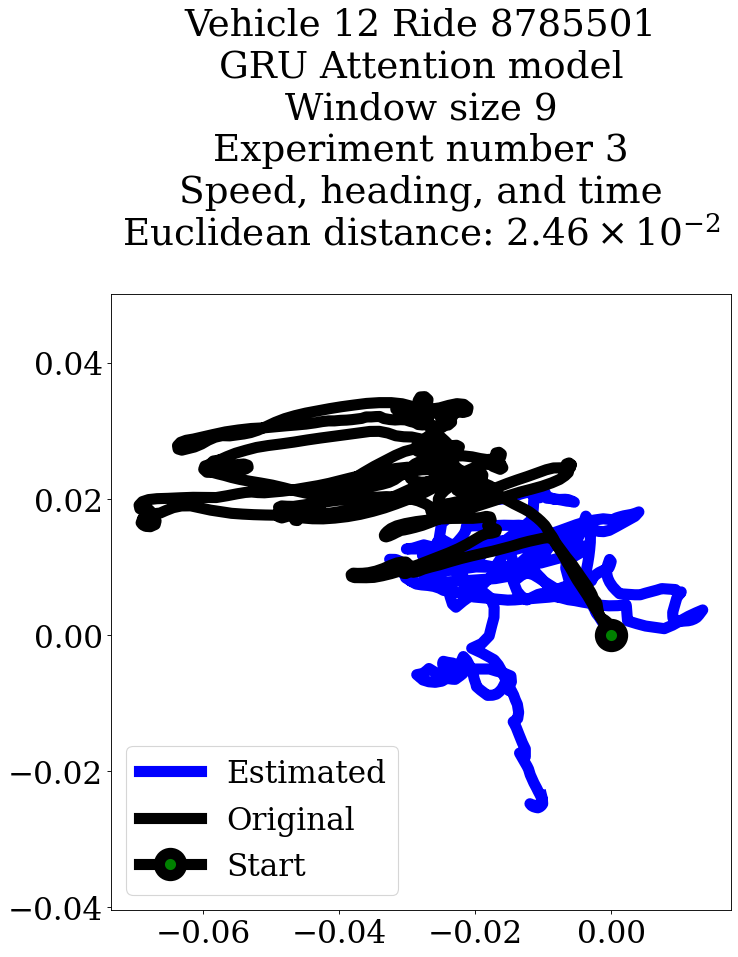 Vehicle 12 Ride 8785501
GRU Attention model
Window size 9
Experiment number 3
Speed, heading, and time
Euclidean distance: 2.46 × 10⁻²
0.04
0.02
0.00
−0.02
−0.04
Estimated
Original
Start
−0.06
−0.04
−0.02
0.00